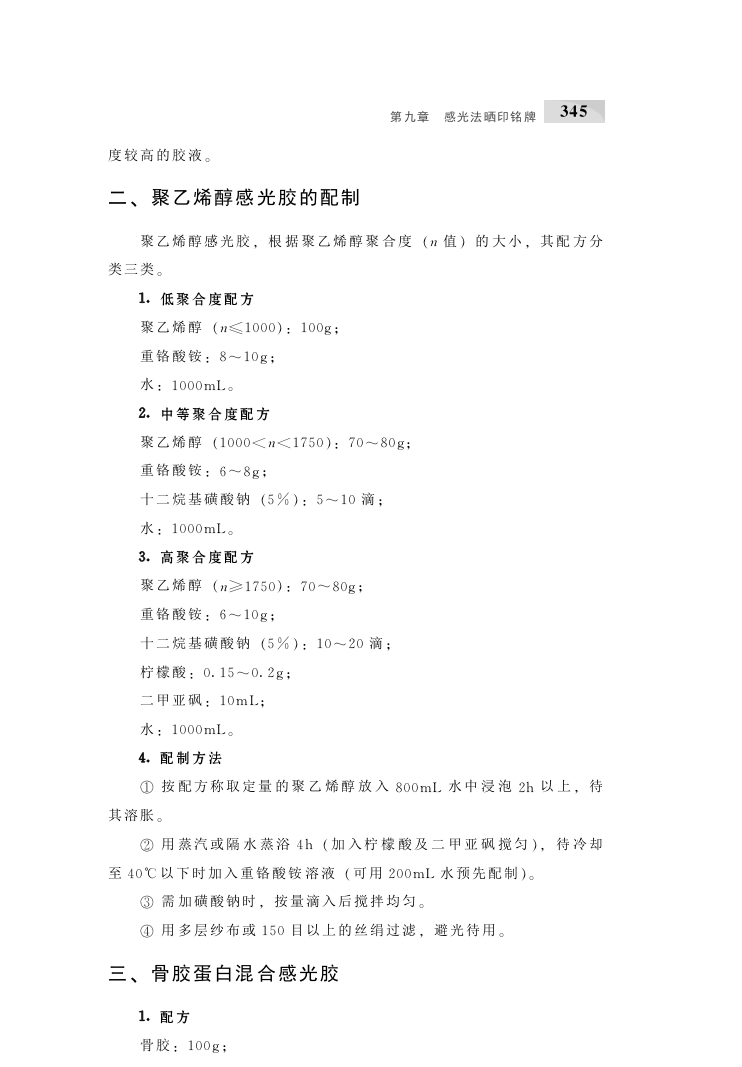 第九章 感光法晒印铭牌 345
度较高的胶液。
二、聚乙烯醇感光胶的配制
聚乙烯醇感光胶，根据聚乙烯醇聚合度（n 值）的大小，其配方分
类三类。
1. 低聚合度配方
聚乙烯醇（n≤1000）：100g；
重铬酸铵：8～10g；
水：1000mL。
2. 中等聚合度配方
聚乙烯醇（1000＜n＜1750）：70～80g；
重铬酸铵：6～8g；
十二烷基磺酸钠（5％）：5～10 滴；
水：1000mL。
3. 高聚合度配方
聚乙烯醇（n≥1750）：70～80g；
重铬酸铵：6～10g；
十二烷基磺酸钠（5％）：10～20 滴；
柠檬酸：0.15～0.2g；
二甲亚砜：10mL；
水：1000mL。
4. 配制方法
① 按配方称取定量的聚乙烯醇放入 800mL 水中浸泡 2h 以上，待
其溶胀。
② 用蒸汽或隔水蒸浴 4h（加入柠檬酸及二甲亚砜搅匀），待冷却
至 40℃以下时加入重铬酸铵溶液（可用 200mL 水预先配制）。
③ 需加磺酸钠时，按量滴入后搅拌均匀。
④ 用多层纱布或 150 目以上的丝绢过滤，避光待用。
三、骨胶蛋白混合感光胶
1. 配方
骨胶：100g；